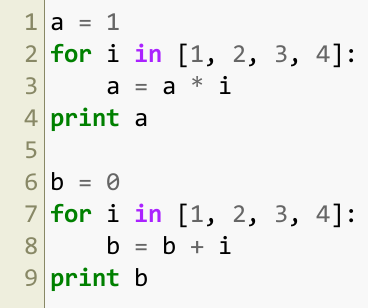 1 a = 1
2 for i in [1, 2, 3, 4]:
3     a = a * i
4 print a
5
6 b = 0
7 for i in [1, 2, 3, 4]:
8     b = b + i
9 print b